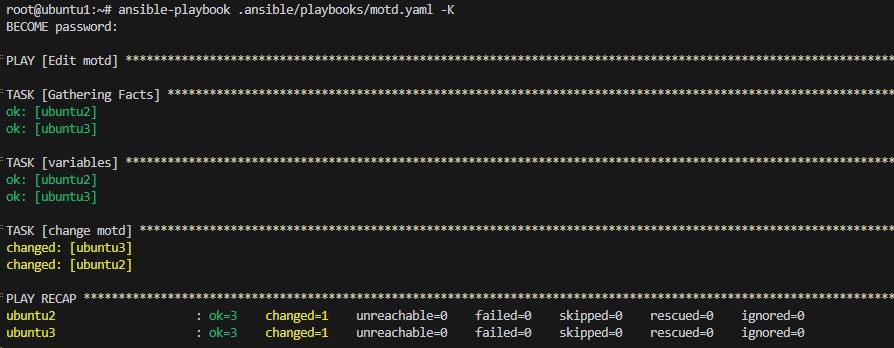 root@ubuntu1:~# ansible-playbook .ansible/playbooks/motd.yaml -K
BECOME password:
PLAY [Edit motd] **************************************************************************************************************
TASK [Gathering Facts] ********************************************************************************************************
ok: [ubuntu2]
ok: [ubuntu3]
TASK [variables] **************************************************************************************************************
ok: [ubuntu2]
ok: [ubuntu3]
TASK [change motd] ************************************************************************************************************
changed: [ubuntu3]
changed: [ubuntu2]
PLAY RECAP ********************************************************************************************************************
ubuntu2                    : ok=3    changed=1    unreachable=0    failed=0    skipped=0    rescued=0    ignored=0
ubuntu3                    : ok=3    changed=1    unreachable=0    failed=0    skipped=0    rescued=0    ignored=0